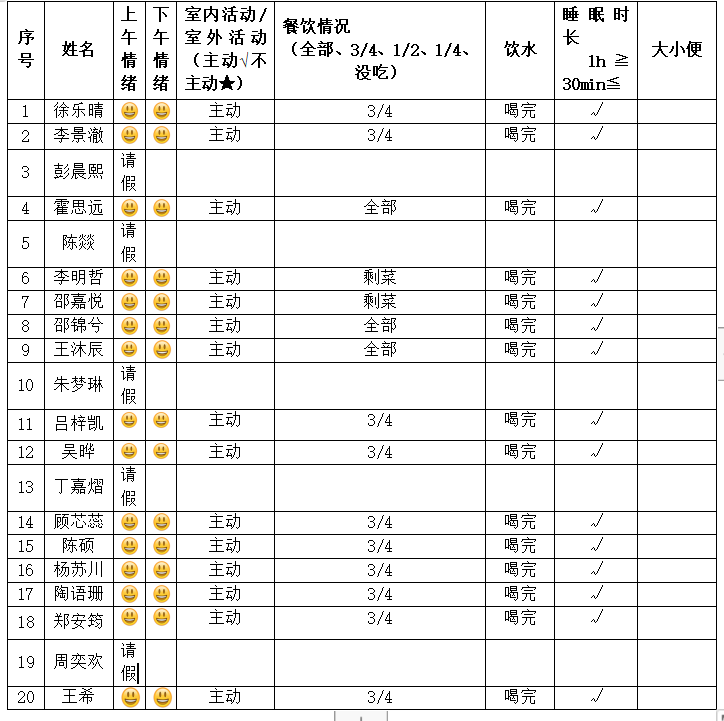 序号 姓名 上午情绪 下午情绪 室内活动/室外活动（主动√不主动★） 餐饮情况（全部、3/4、1/2、1/4、没吃） 饮水 睡眠时长 1h≧ 30min≦ 大小便
1 徐乐晴 😃 😃 主动 3/4 喝完 √
2 李景澈 😃 😃 主动 3/4 喝完 √
3 彭晨熙 请假
4 霍思远 😃 😃 主动 全部 喝完 √
5 陈燚 请假
6 李明哲 😃 😃 主动 剩菜 喝完 √
7 邵嘉悦 😃 😃 主动 剩菜 喝完 √
8 邵锦兮 😃 😃 主动 全部 喝完 √
9 王沐辰 😃 😃 主动 全部 喝完 √
10 朱梦琳 请假
11 吕梓凯 😃 😃 主动 3/4 喝完 √
12 吴晔 😃 😃 主动 3/4 喝完 √
13 丁嘉熠 请假
14 顾芯蕊 😃 😃 主动 3/4 喝完 √
15 陈硕 😃 😃 主动 3/4 喝完 √
16 杨苏川 😃 😃 主动 3/4 喝完 √
17 陶语珊 😃 😃 主动 3/4 喝完 √
18 郑安筠 😃 😃 主动 3/4 喝完 √
19 周奕欢 请假
20 王希 😃 😃 主动 3/4 喝完 √